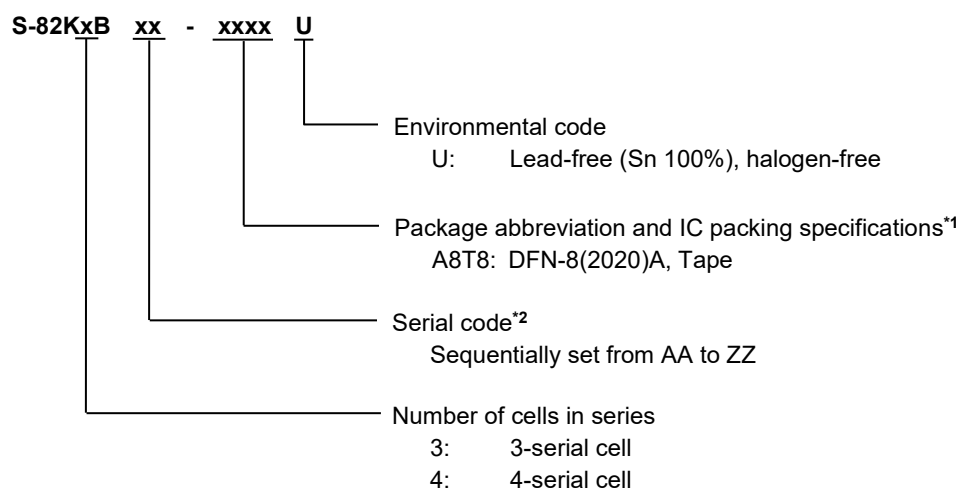 S-82KxB xx - xxxx U
Environmental code
U: Lead-free (Sn 100%), halogen-free
Package abbreviation and IC packing specifications*1
A8T8: DFN-8(2020)A, Tape
Serial code*2
Sequentially set from AA to ZZ
Number of cells in series
3: 3-serial cell
4: 4-serial cell